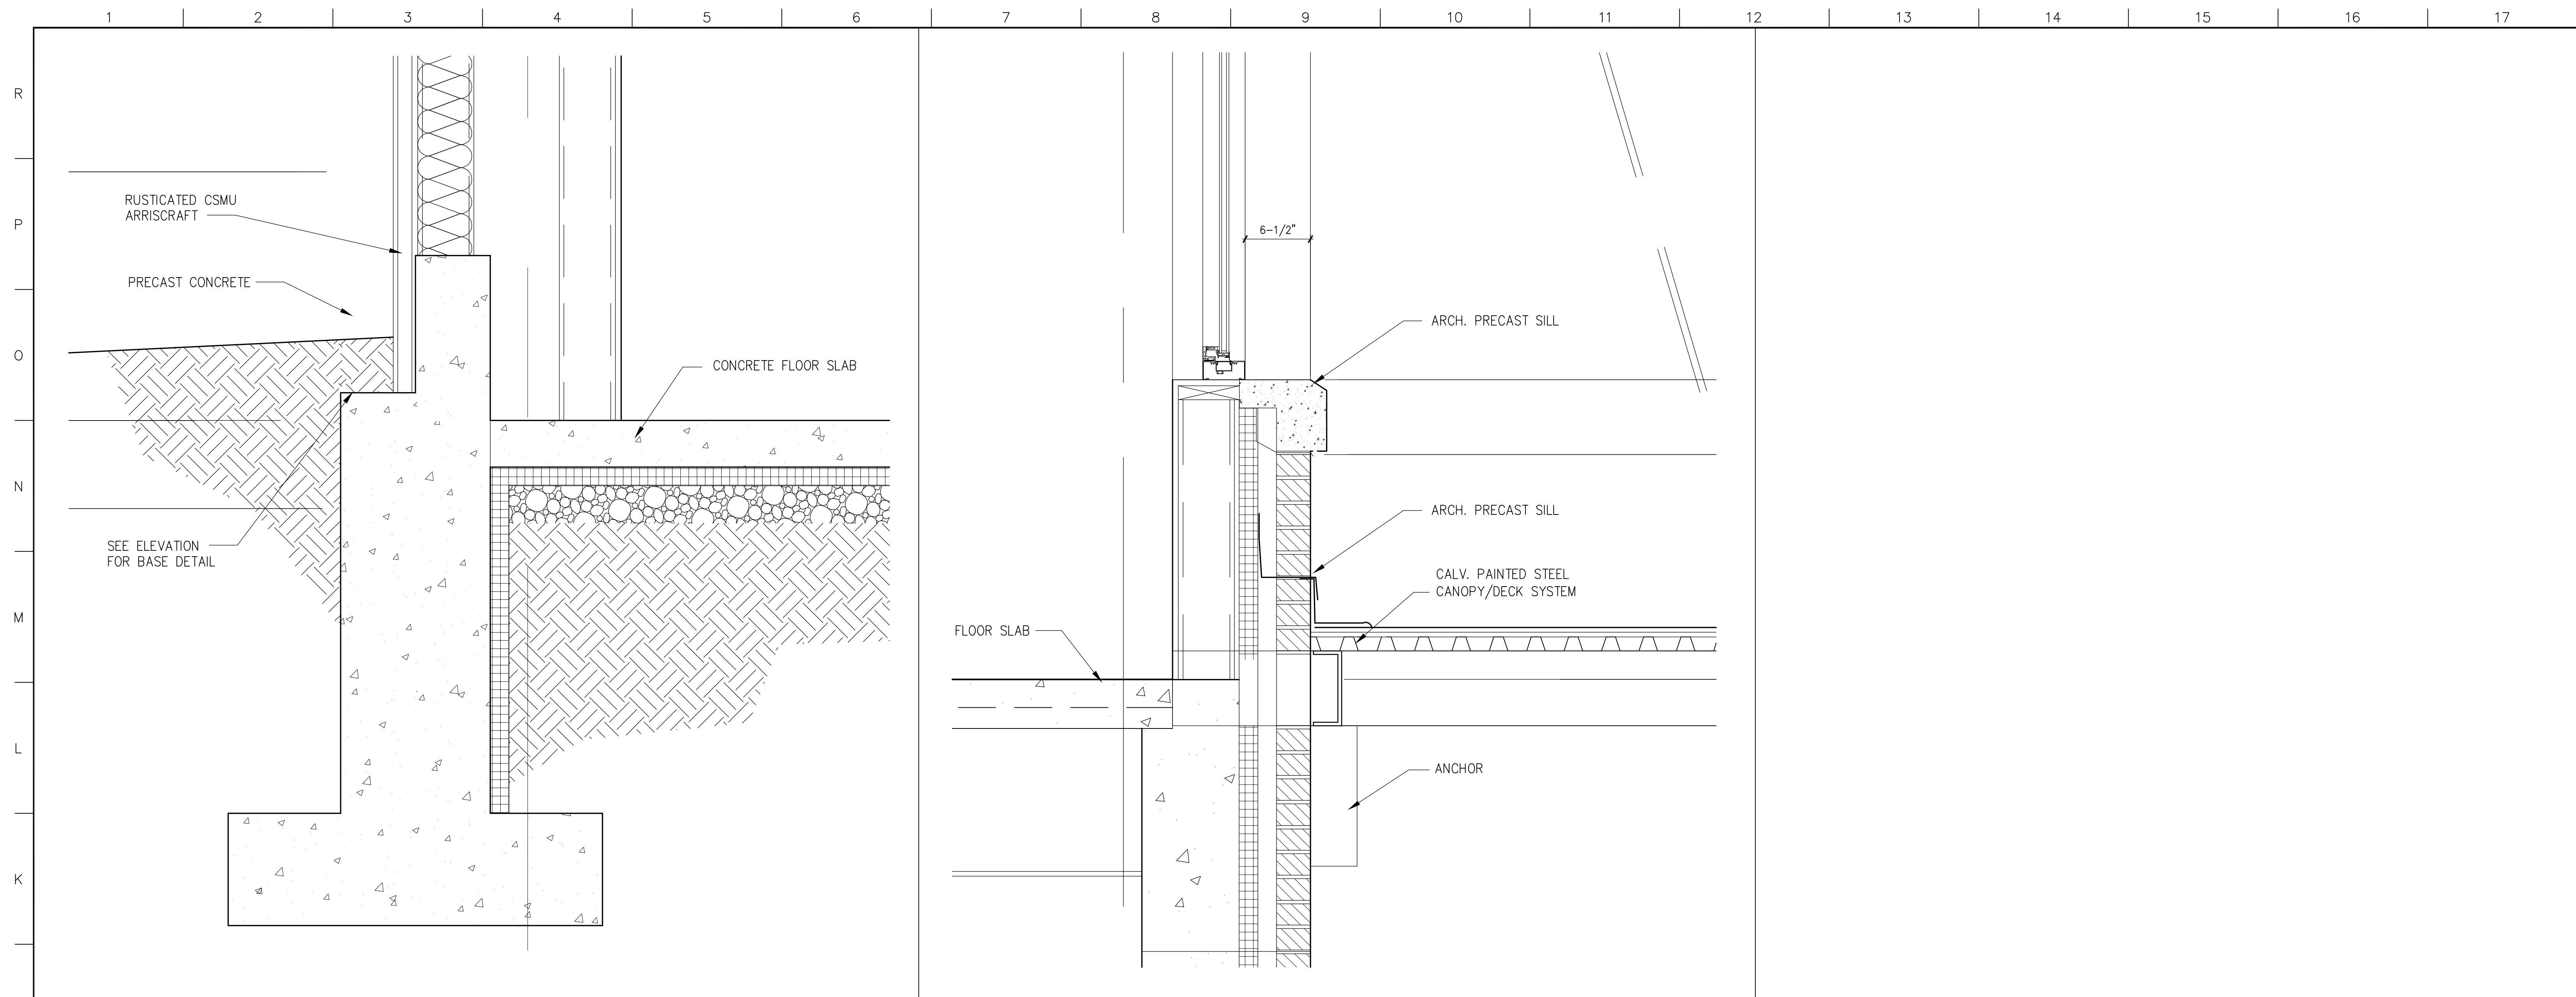 1 2 3 4 5 6 7 8 9 10 11 12 13 14 15 16 17
R
P
O
N
M
L
K
RUSTICATED CSMU
ARRISCRAFT
PRECAST CONCRETE
CONCRETE FLOOR SLAB
SEE ELEVATION
FOR BASE DETAIL
6-1/2"
ARCH. PRECAST SILL
ARCH. PRECAST SILL
CALV. PAINTED STEEL
CANOPY/DECK SYSTEM
FLOOR SLAB
ANCHOR